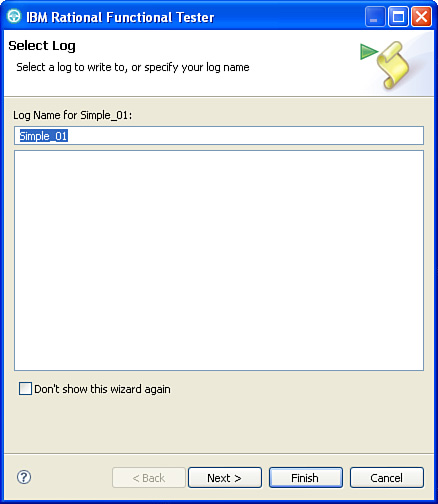 IBM Rational Functional Tester
Select Log
Select a log to write to, or specify your log name
Log Name for Simple_01:
Simple_01
Don't show this wizard again
?
< Back Next > Finish Cancel